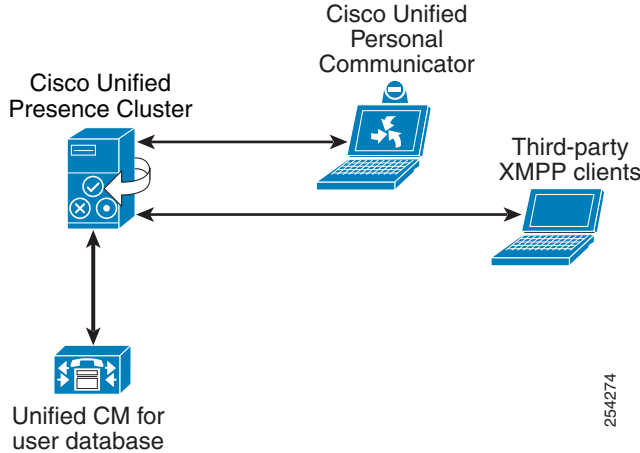 Cisco Unified
Personal
Communicator
Cisco Unified
Presence Cluster
Third-party
XMPP clients
Unified CM for
user database
254274